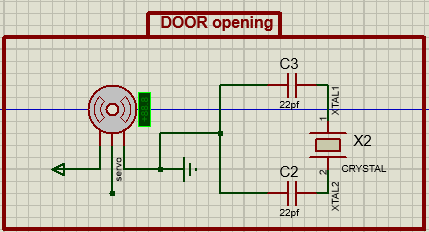 DOOR opening
C3
22pf
XTAL1
1
X2
CRYSTAL
2
XTAL2
C2
22pf
servo